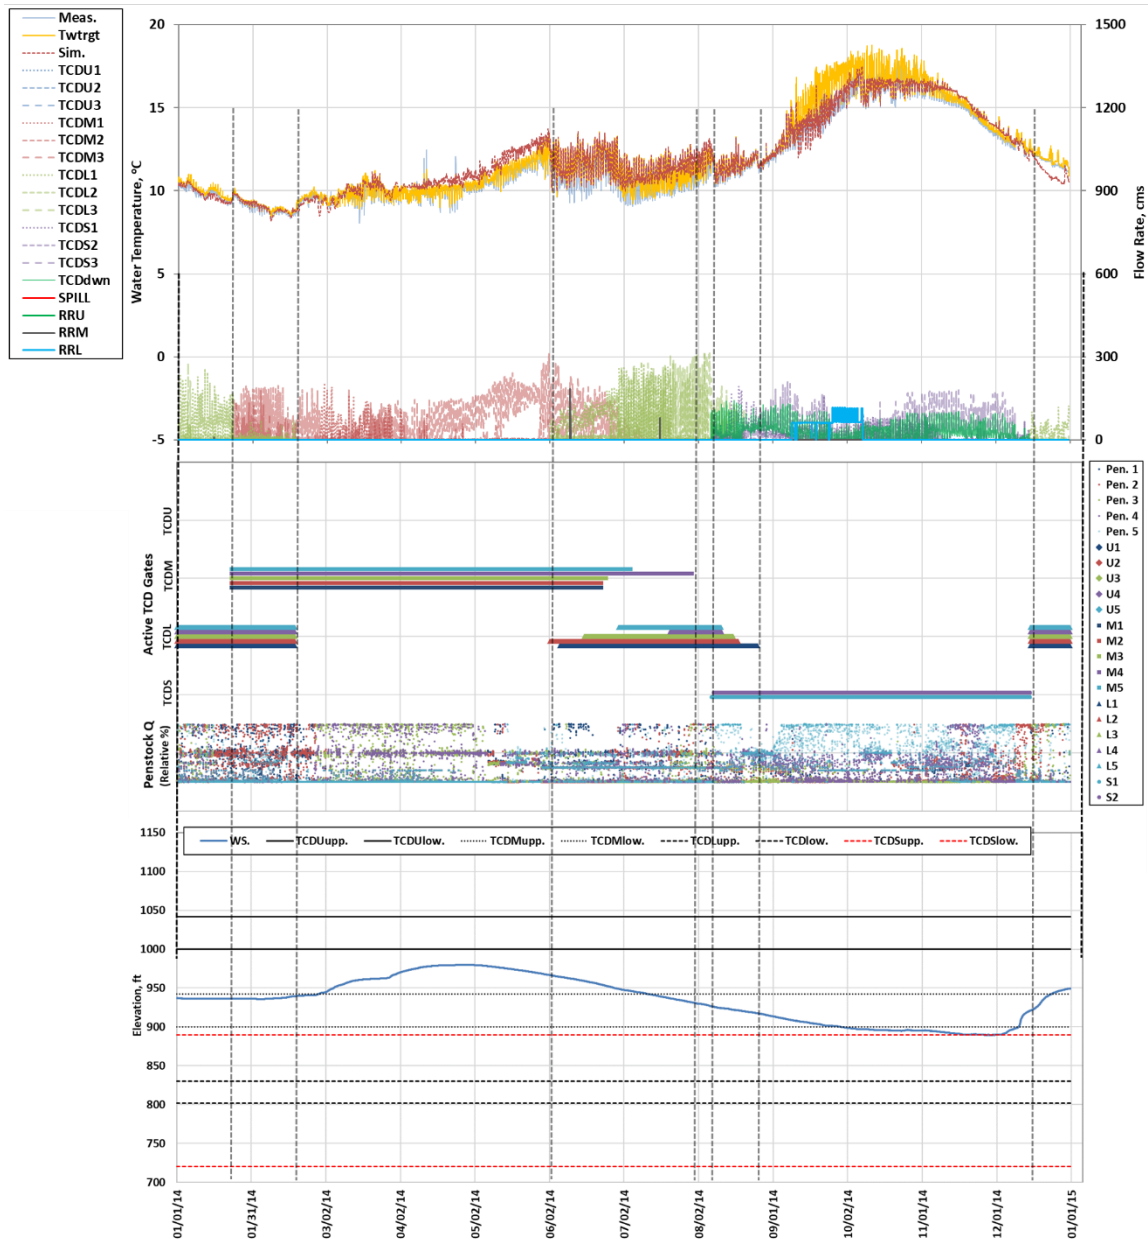 Meas.
Twtrgt
Sim.
TCDU1
TCDU2
TCDU3
TCDM1
TCDM2
TCDM3
TCDL1
TCDL2
TCDL3
TCDS1
TCDS2
TCDS3
TCDdwn
SPILL
RRU
RRM
RRL
Water Temperature, ºC
20
15
10
5
0
-5
Flow Rate, cms
1500
1200
900
600
300
0
Active TCD Gates
TCDU
TCDM
TCDL
TCDS
Penstock Q
(Relative %)
Pen. 1
Pen. 2
Pen. 3
Pen. 4
Pen. 5
U1
U2
U3
U4
U5
M1
M2
M3
M4
M5
L1
L2
L3
L4
L5
S1
S2
WS. TCDUupp. TCDUlow. TCDMupp. TCDMlow. TCDLupp. TCDlow. TCDSupp. TCDSlow.
Elevation, ft
1150
1100
1050
1000
950
900
850
800
750
700
01/01/14
01/31/14
03/02/14
04/02/14
05/02/14
06/02/14
07/02/14
08/02/14
09/01/14
10/02/14
11/01/14
12/01/14
01/01/15